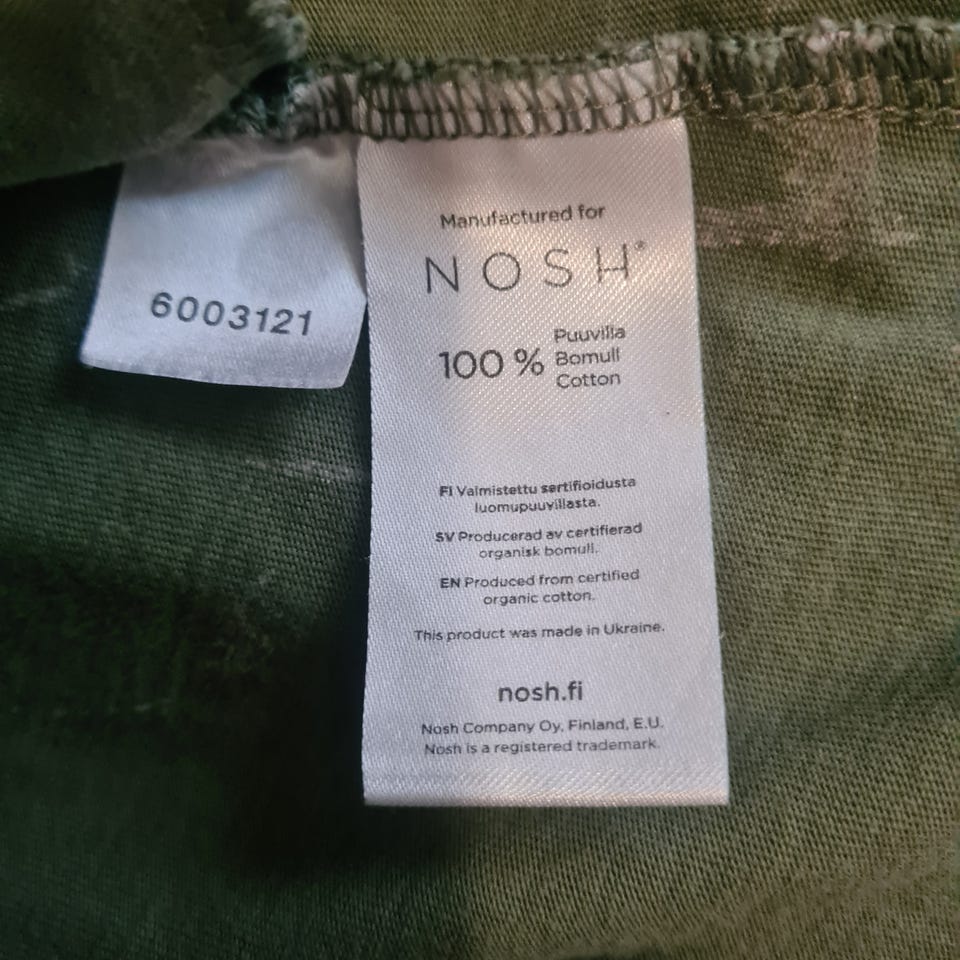 6003121
Manufactured for
NOSH®
100 % Puuvilla
Bomull
Cotton
FI Valmistettu sertifioidusta
luomupuuvillasta.
SV Producerad av certifierad
organisk bomull.
EN Produced from certified
organic cotton.
This product was made in Ukraine.
nosh.fi
Nosh Company Oy, Finland, E.U.
Nosh is a registered trademark.